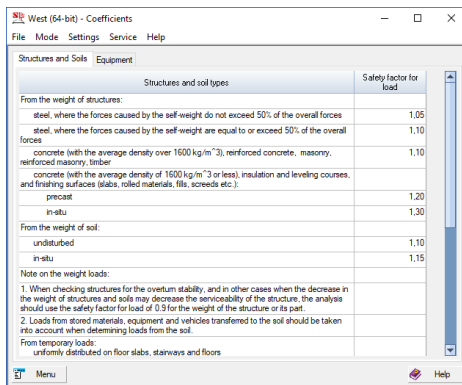 West (64-bit) - Coefficients
File Mode Settings Service Help
Structures and Soils Equipment
Structures and soil types
Safety factor for
load
From the weight of structures:
steel, where the forces caused by the self-weight do not exceed 50% of the overall forces 1,05
steel, where the forces caused by the self-weight are equal to or exceed 50% of the overall 1,10
forces
concrete (with the average density over 1600 kg/m^3), reinforced concrete, masonry, 1,10
reinforced masonry, timber
concrete (with the average density of 1600 kg/m^3 or less), insulation and leveling courses,
and finishing surfaces (slabs, rolled materials, fills, screeds etc.):
precast 1,20
in-situ 1,30
From the weight of soil:
undisturbed 1,10
in-situ 1,15
Note on the weight loads:
1. When checking structures for the overturn stability, and in other cases when the decrease in
the weight of structures and soils may decrease the serviceability of the structure, the analysis
should use the safety factor for load of 0.9 for the weight of the structure or its part.
2. Loads from stored materials, equipment and vehicles transferred to the soil should be taken
into account when determining loads from the soil.
From temporary loads:
uniformly distributed on floor slabs, stairways and floors
Menu Help